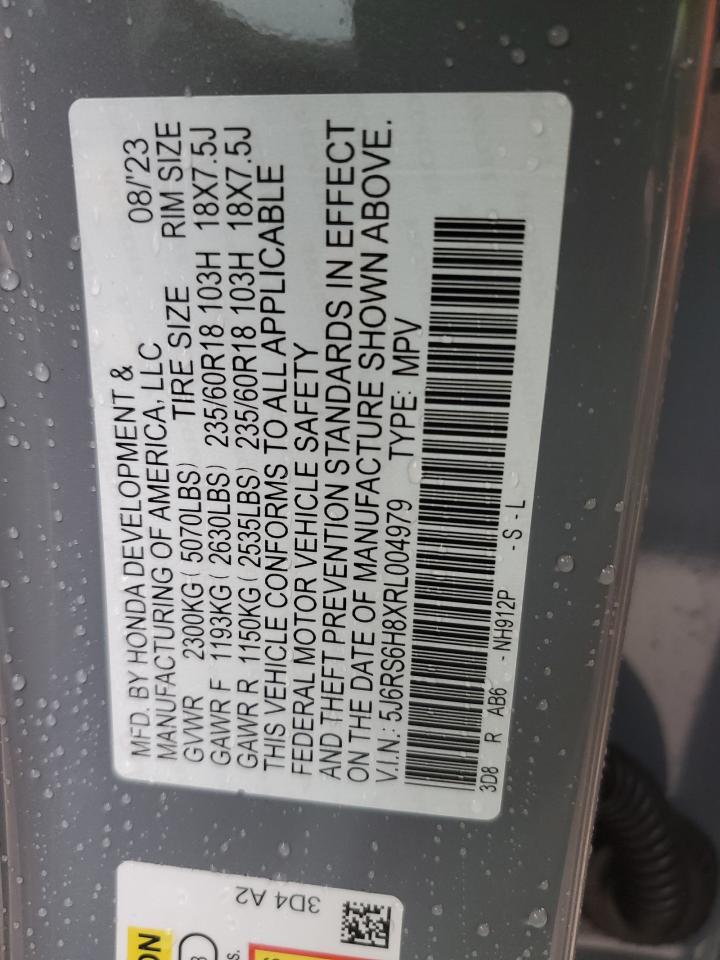 MFD. BY HONDA DEVELOPMENT &
MANUFACTURING OF AMERICA, LLC 08/'23
GVWR 2300KG ( 5070LBS) TIRE SIZE RIM SIZE
GAWR F 1193KG ( 2630LBS) 235/60R18 103H 18X7.5J
GAWR R 1150KG ( 2535LBS) 235/60R18 103H 18X7.5J
THIS VEHICLE CONFORMS TO ALL APPLICABLE
FEDERAL MOTOR VEHICLE SAFETY
AND THEFT PREVENTION STANDARDS IN EFFECT
ON THE DATE OF MANUFACTURE SHOWN ABOVE.
V.I.N.: 5J6RS6H8XRL004979 TYPE: MPV
3D8 R AB6 - NH912P - S - L
3D4 A2